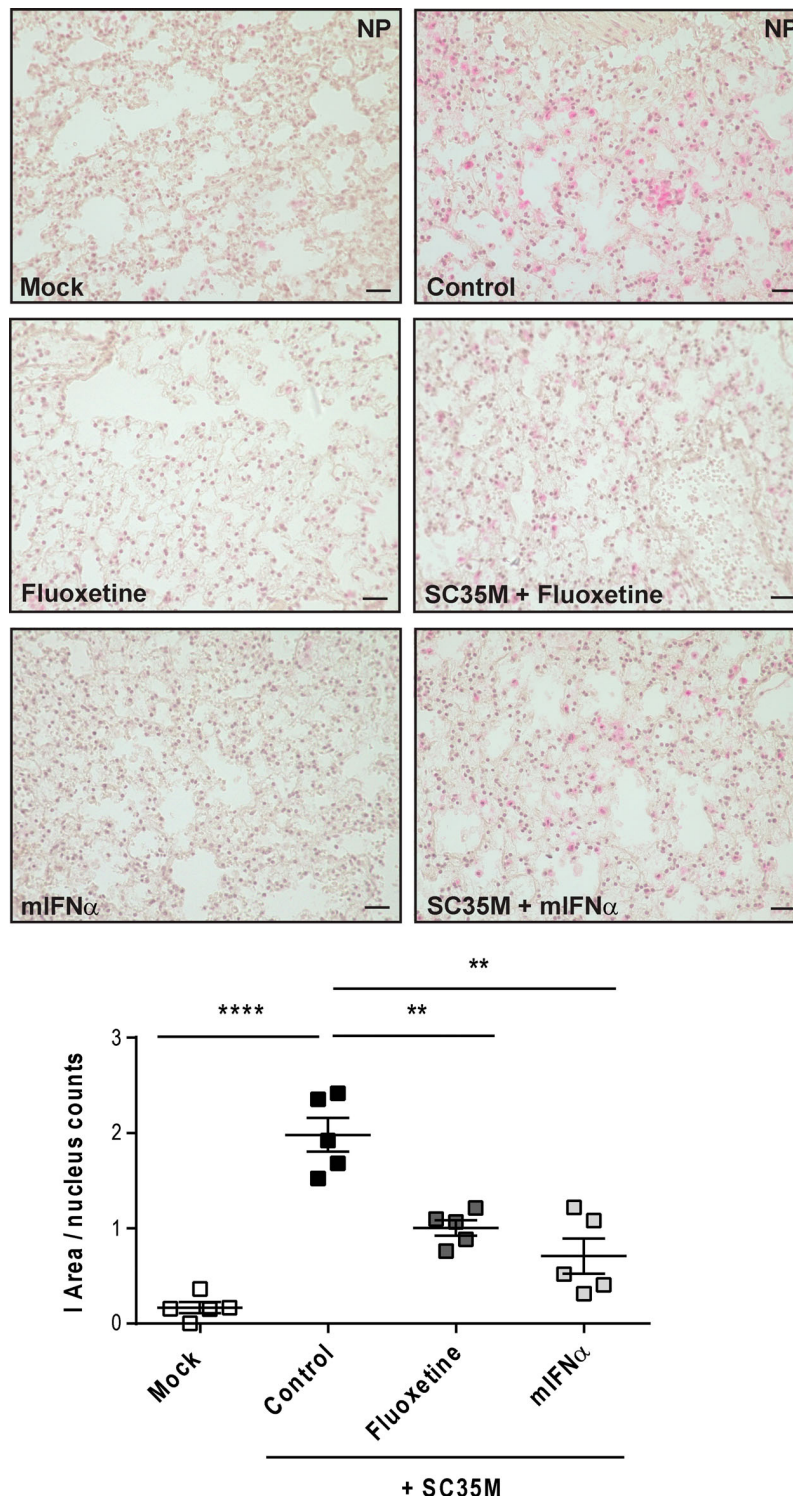 NP
NP
Mock
Control
Fluoxetine
SC35M + Fluoxetine
mIFNα
SC35M + mIFNα
**
****
**
3
2
1
0
I Area / nucleus counts
Mock
Control
Fluoxetine
mIFNα
+ SC35M